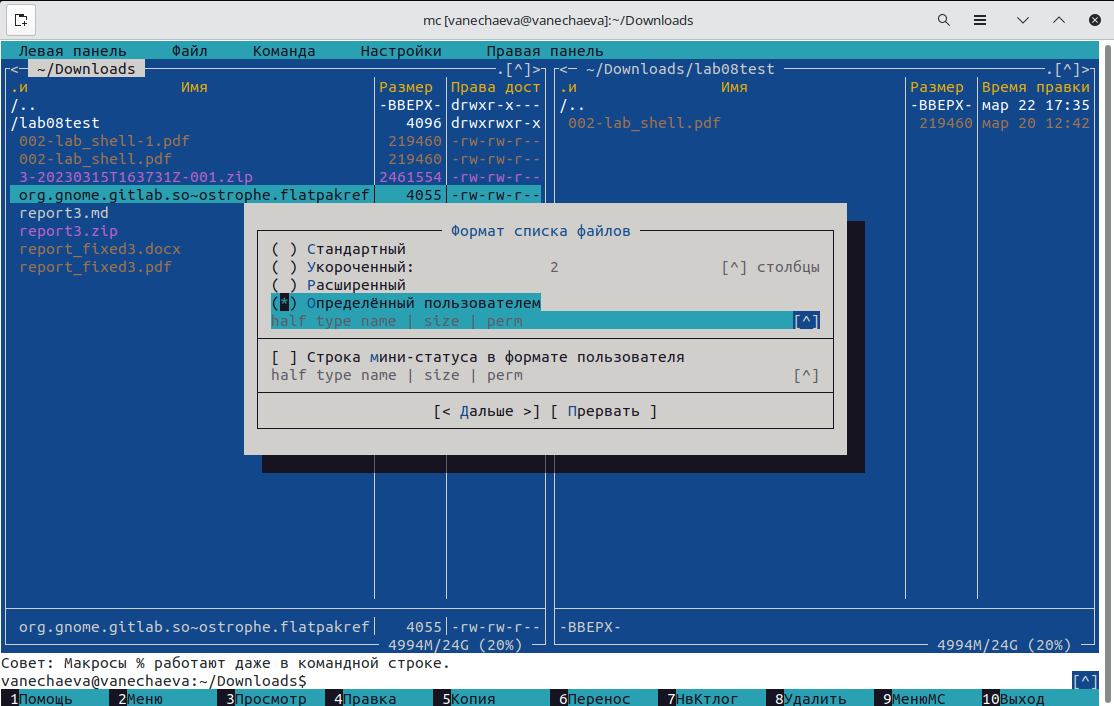 mc [vanechaeva@vanechaeva]:~/Downloads
Левая панель Файл Команда Настройки Правая панель
<─ ~/Downloads .[^]> <─ ~/Downloads/lab08test .[^]>
.и Имя Размер Права дост .и Имя Размер Время правки
/.. -ВВЕРХ- drwxr-x--- /.. -ВВЕРХ- мар 22 17:35
/lab08test 4096 drwxrwxr-x 002-lab_shell.pdf 219460 мар 20 12:42
002-lab_shell-1.pdf 219460 -rw-rw-r--
002-lab_shell.pdf 219460 -rw-rw-r--
3-20230315T163731Z-001.zip 2461554 -rw-rw-r--
org.gnome.gitlab.so~ostrophe.flatpakref 4055 -rw-rw-r--
report3.md
report3.zip
report_fixed3.docx
report_fixed3.pdf
Формат списка файлов
( ) Стандартный
( ) Укороченный: 2 [^] столбцы
( ) Расширенный
(*) Определённый пользователем
half type name | size | perm [^]
[ ] Строка мини-статуса в формате пользователя
half type name | size | perm [^]
[< Дальше >] [ Прервать ]
org.gnome.gitlab.so~ostrophe.flatpakref 4055 -rw-rw-r-- -ВВЕРХ-
4994M/24G (20%) 4994M/24G (20%)
Совет: Макросы % работают даже в командной строке.
vanechaeva@vanechaeva:~/Downloads$ [^]
1Помощь 2Меню 3Просмотр 4Правка 5Копия 6Перенос 7НвКтлог 8Удалить 9МенюМС 10Выход